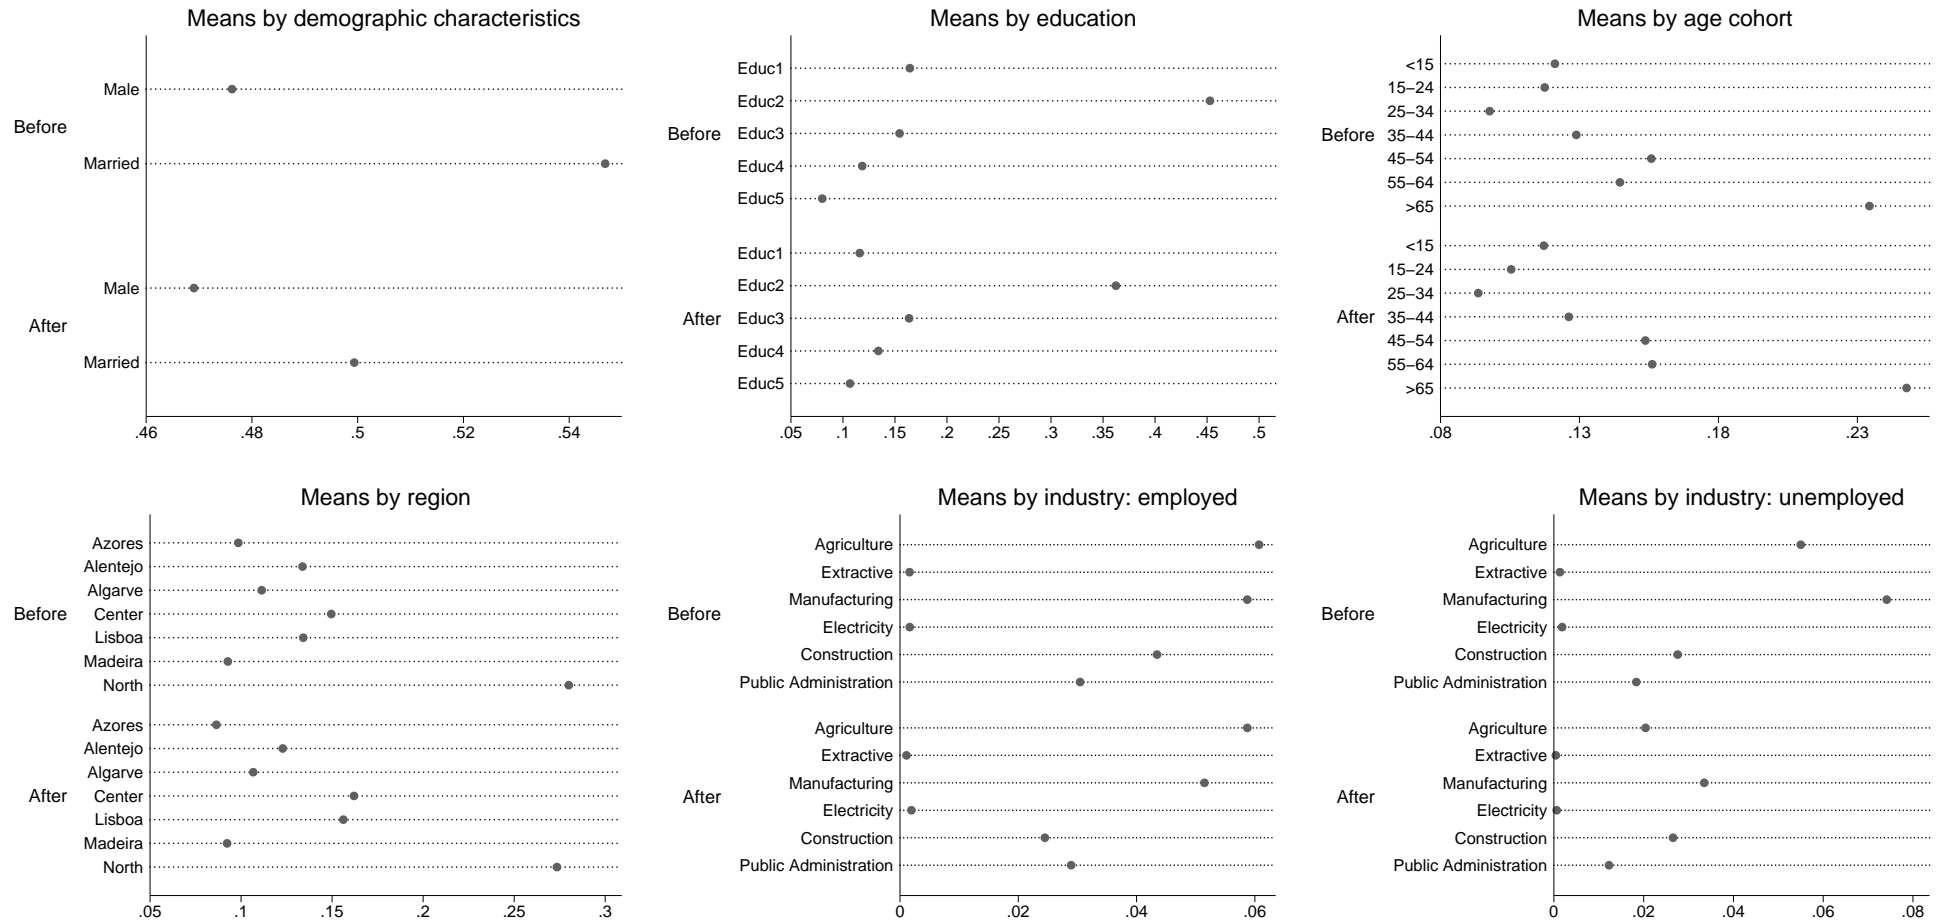 Means by demographic characteristics
Before
Male
Married
After
Male
Married
.46 .48 .5 .52 .54
Means by education
Before
Educ1
Educ2
Educ3
Educ4
Educ5
After
Educ1
Educ2
Educ3
Educ4
Educ5
.05 .1 .15 .2 .25 .3 .35 .4 .45 .5
Means by age cohort
Before
<15
15–24
25–34
35–44
45–54
55–64
>65
After
<15
15–24
25–34
35–44
45–54
55–64
>65
.08 .13 .18 .23
Means by region
Before
Azores
Alentejo
Algarve
Center
Lisboa
Madeira
North
After
Azores
Alentejo
Algarve
Center
Lisboa
Madeira
North
.05 .1 .15 .2 .25 .3
Means by industry: employed
Before
Agriculture
Extractive
Manufacturing
Electricity
Construction
Public Administration
After
Agriculture
Extractive
Manufacturing
Electricity
Construction
Public Administration
0 .02 .04 .06
Means by industry: unemployed
Before
Agriculture
Extractive
Manufacturing
Electricity
Construction
Public Administration
After
Agriculture
Extractive
Manufacturing
Electricity
Construction
Public Administration
0 .02 .04 .06 .08